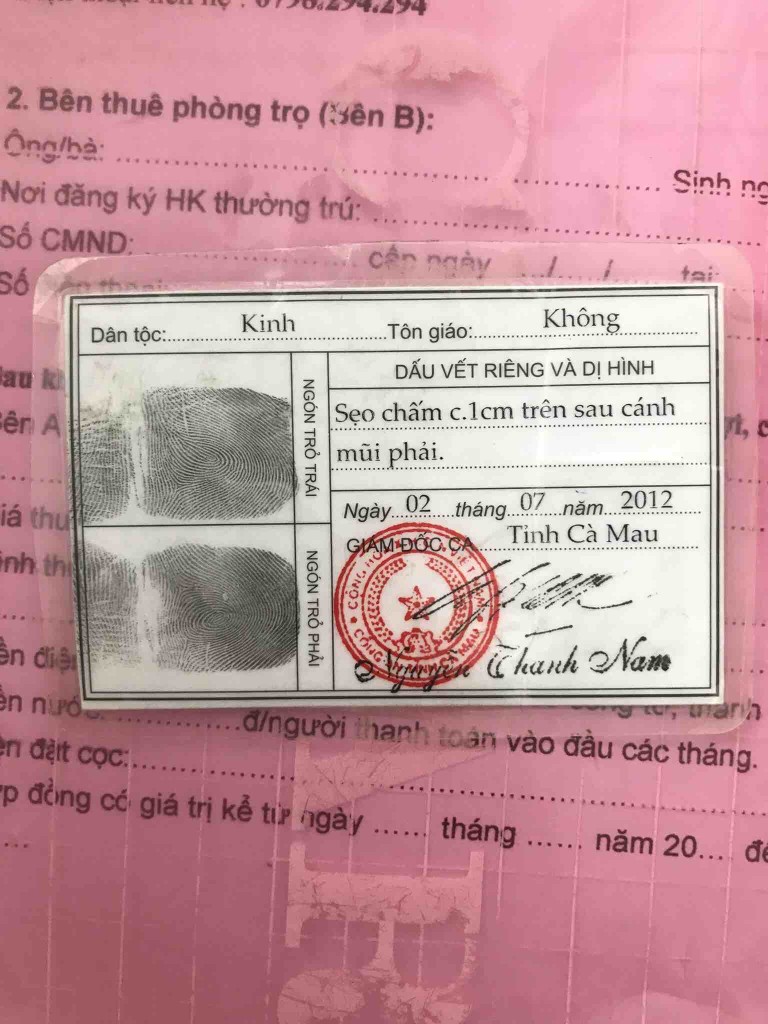 2. Bên thuê phòng trọ (Bên B):
Ông/bà: ........ Sinh
Nơi đăng ký HK thường trú: ........
Số CMND: ........ cấp ngày ..../..../.... tại:
Số
Dân tộc:........Kinh........Tôn giáo:........Không........
DẤU VẾT RIÊNG VÀ DỊ HÌNH
Sẹo chấm c.1cm trên sau cánh
mũi phải.
NGÓN TRỎ TRÁI
Ngày 02 tháng 07 năm 2012
GIÁM ĐỐC CA Tỉnh Cà Mau
NGÓN TRỎ PHẢI
Nguyễn Thanh Nam
........đ/người thanh toán vào đầu các tháng.
đặt cọc:........
đồng có giá trị kể từ ngày ...... tháng ...... năm 20...